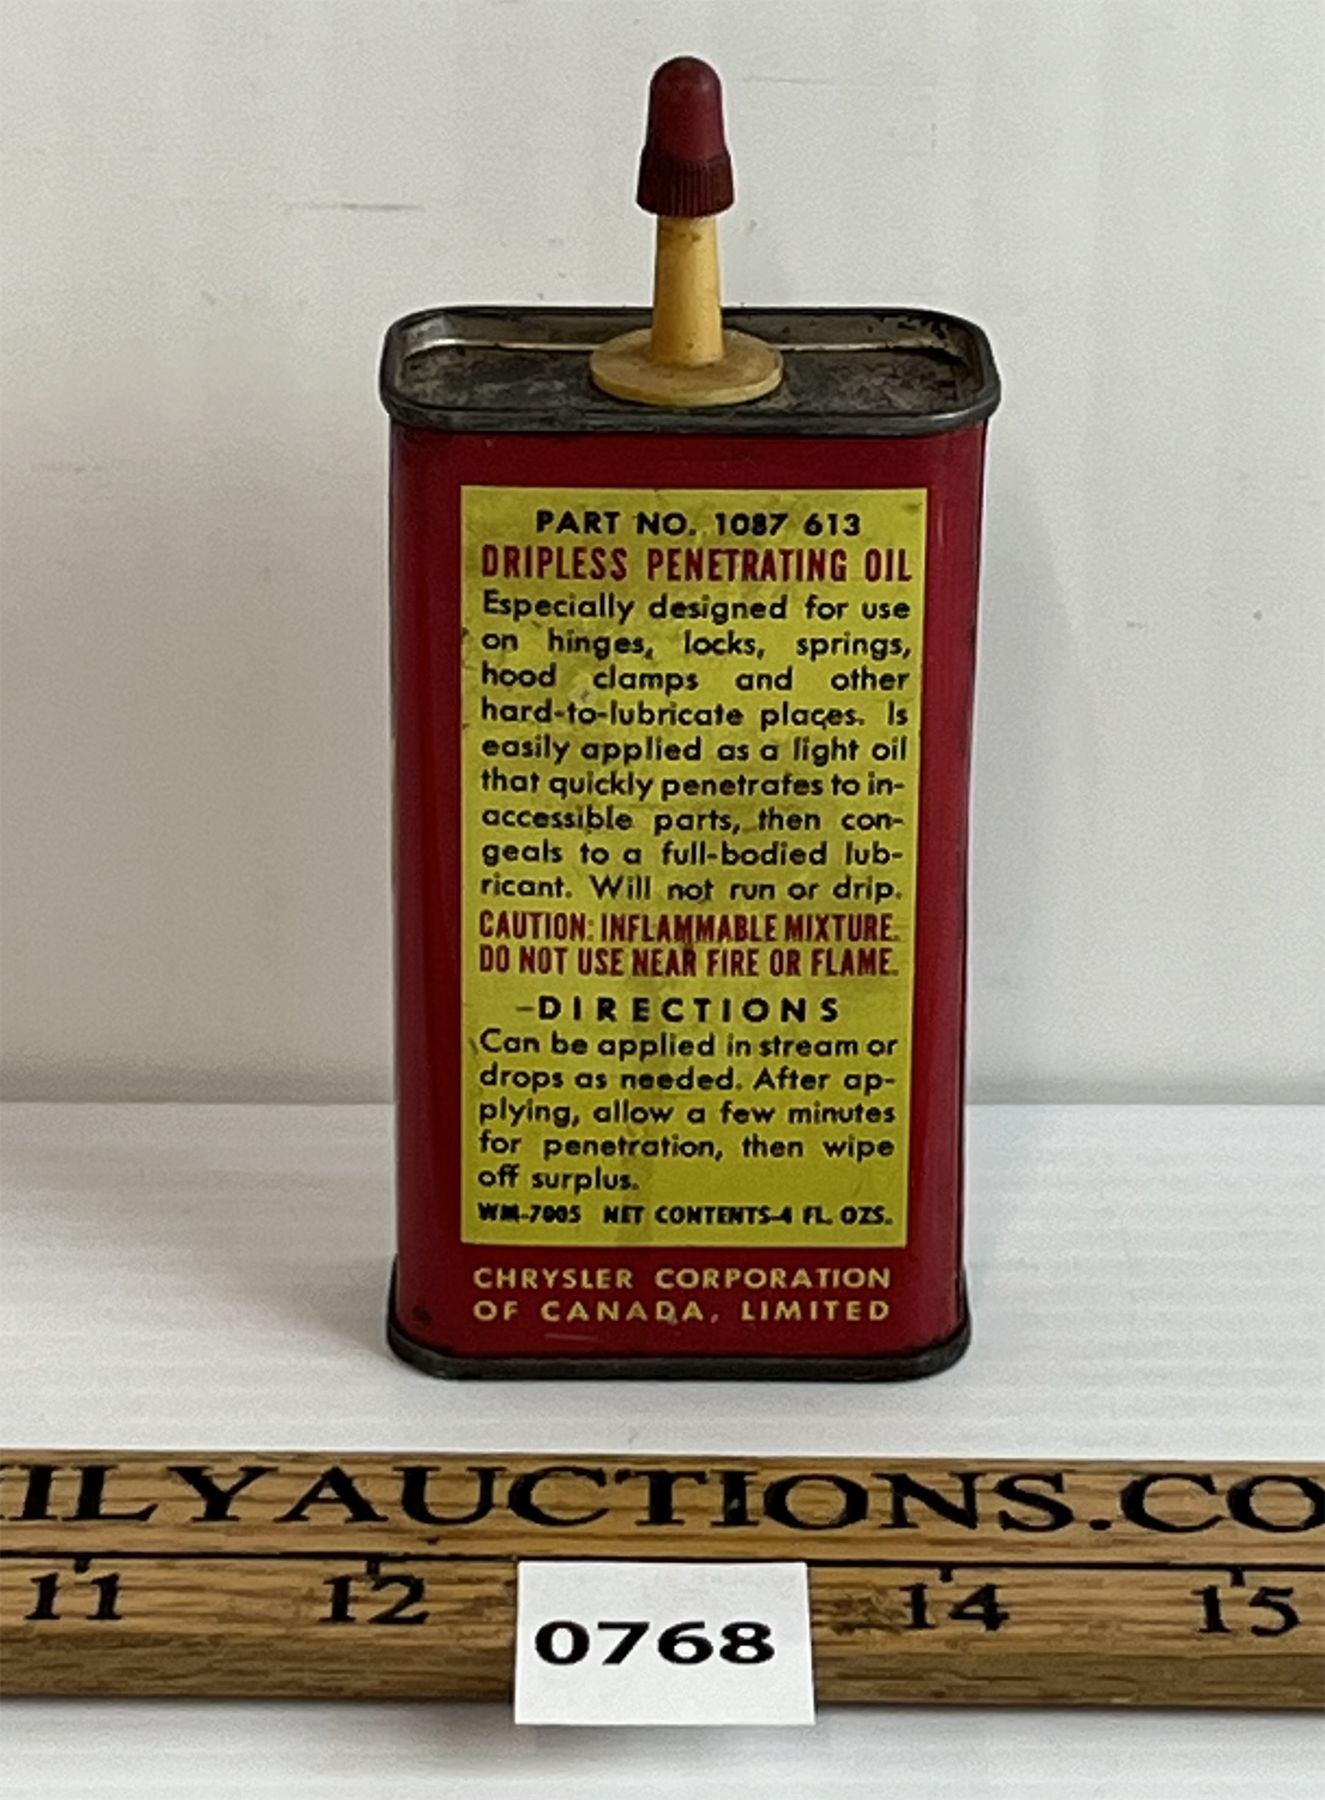 PART NO. 1087 613
DRIPLESS PENETRATING OIL
Especially designed for use
on hinges, locks, springs,
hood clamps and other
hard-to-lubricate places. Is
easily applied as a light oil
that quickly penetrates to in-
accessible parts, then con-
geals to a full-bodied lub-
ricant. Will not run or drip.
CAUTION: INFLAMMABLE MIXTURE.
DO NOT USE NEAR FIRE OR FLAME.
-DIRECTIONS
Can be applied in stream or
drops as needed. After ap-
plying, allow a few minutes
for penetration, then wipe
off surplus.
WM-7005 NET CONTENTS-4 FL. OZS.
CHRYSLER CORPORATION
OF CANADA, LIMITED
ILYAUCTIONS.CO
11 12 14 15
0768